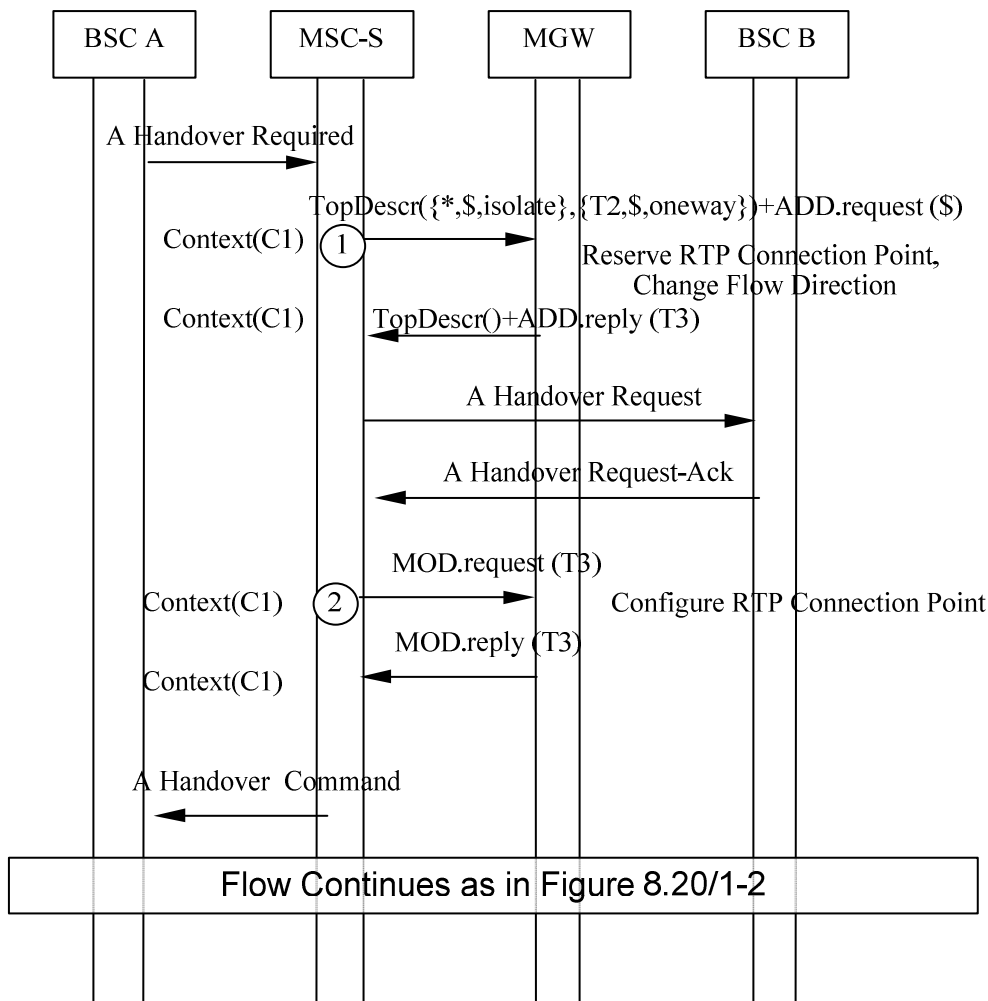 BSC A
MSC-S
MGW
BSC B
A Handover Required
TopDescr({*,$,isolate},{T2,$,oneway})+ADD.request ($)
Context(C1)
1
Reserve RTP Connection Point,
Change Flow Direction
Context(C1)
TopDescr()+ADD.reply (T3)
A Handover Request
A Handover Request-Ack
MOD.request (T3)
Context(C1)
2
Configure RTP Connection Point
MOD.reply (T3)
Context(C1)
A Handover Command
Flow Continues as in Figure 8.20/1-2